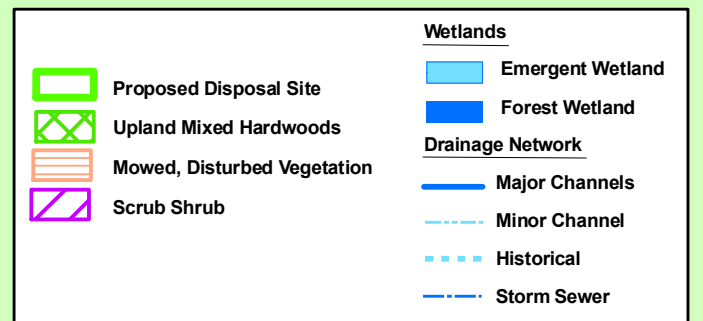 Proposed Disposal Site
Upland Mixed Hardwoods
Mowed, Disturbed Vegetation
Scrub Shrub
Wetlands
Emergent Wetland
Forest Wetland
Drainage Network
Major Channels
Minor Channel
Historical
Storm Sewer